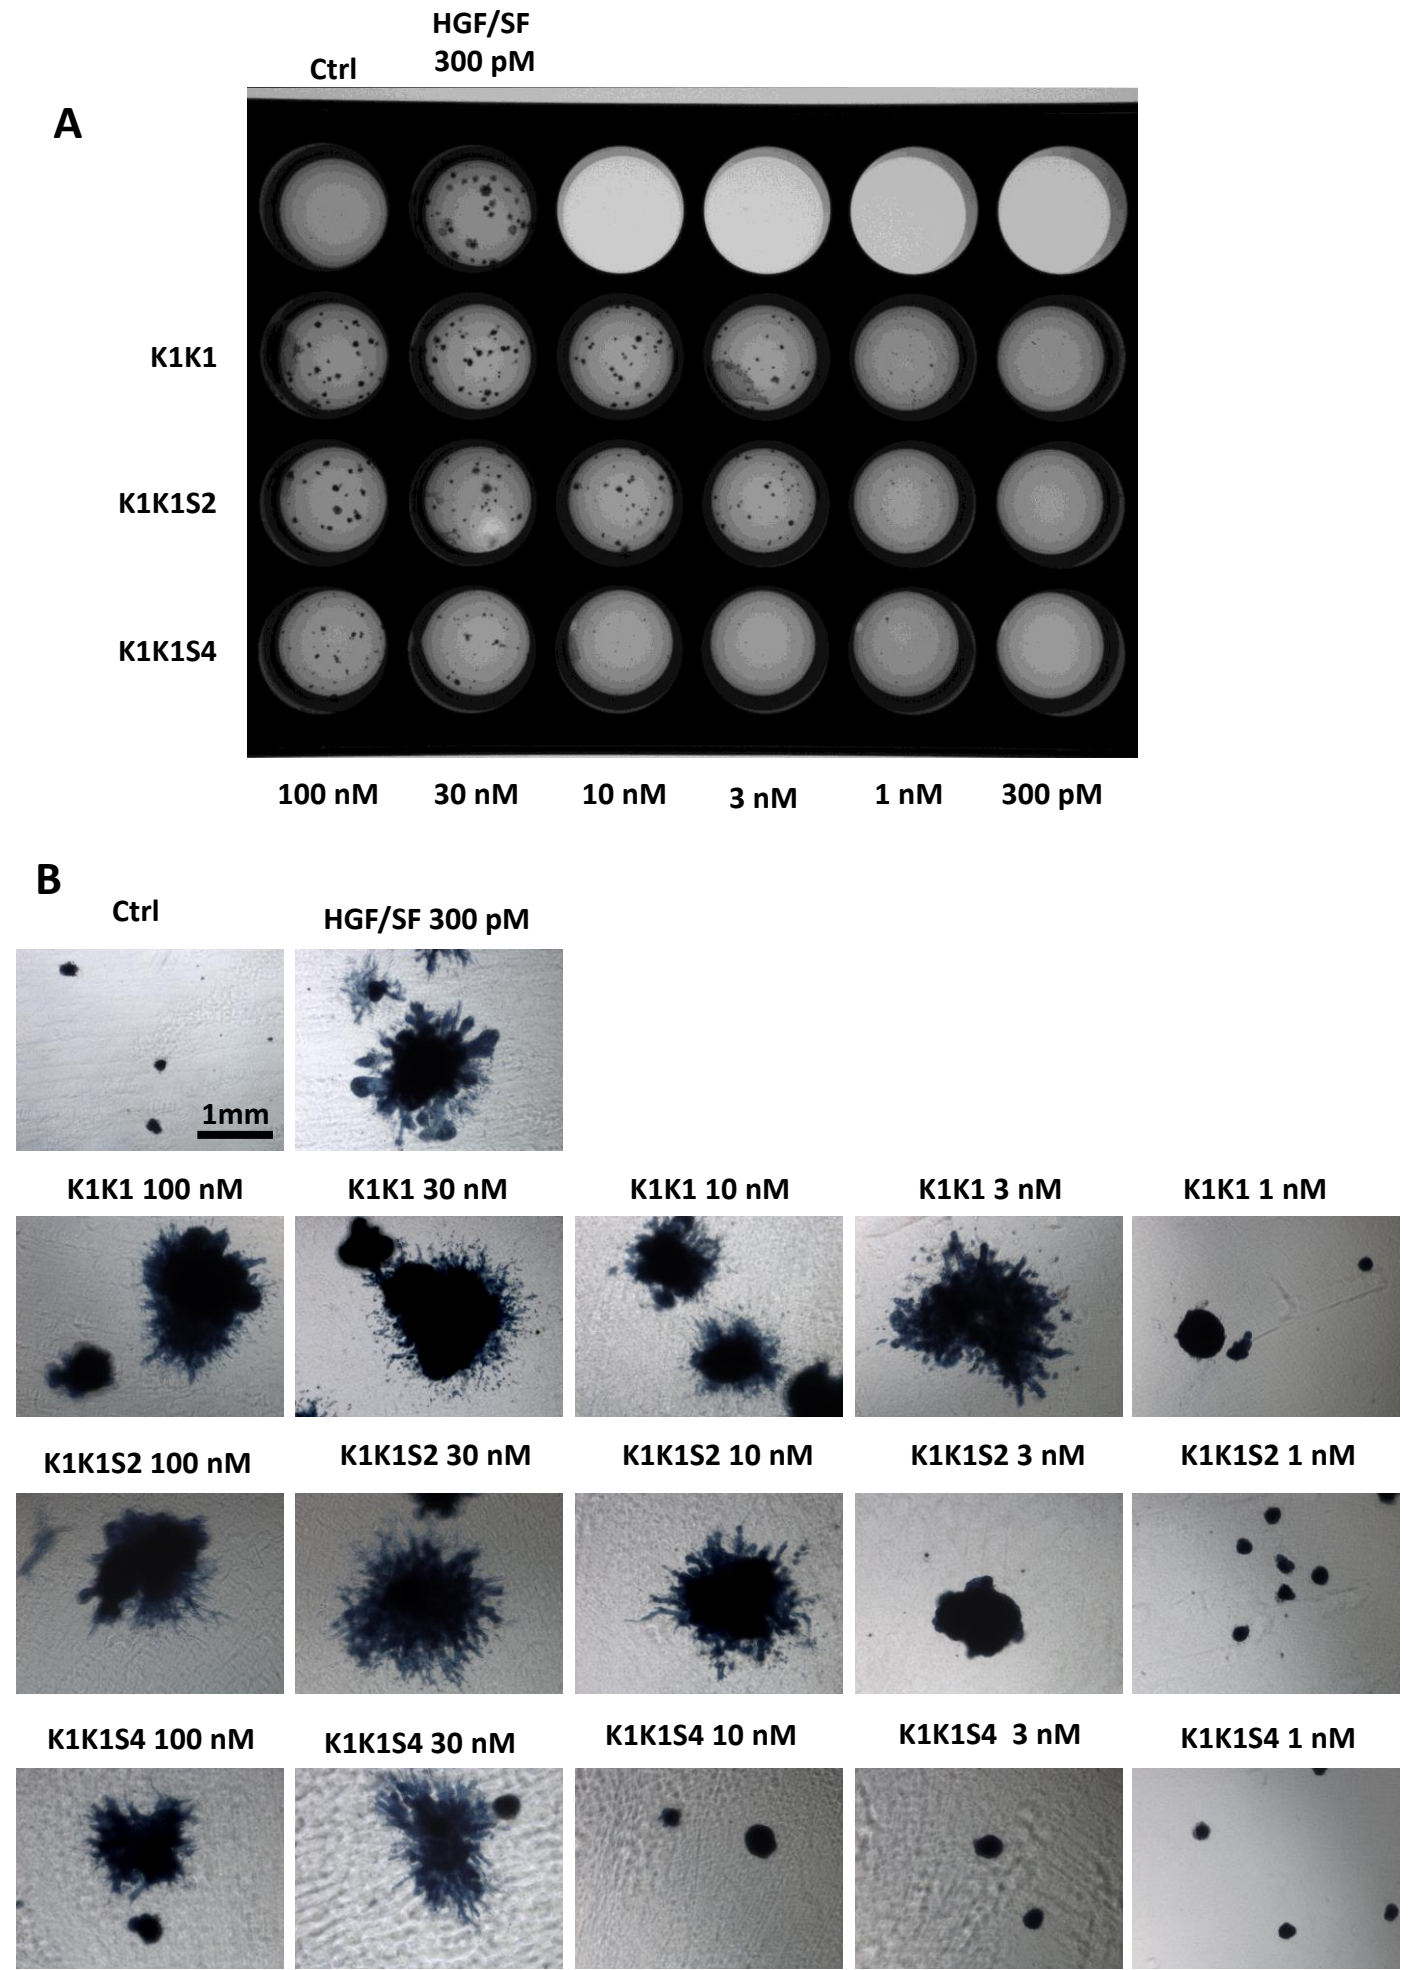 HGF/SF
Ctrl 300 pM
A
K1K1
K1K1S2
K1K1S4
100 nM 30 nM 10 nM 3 nM 1 nM 300 pM
B
Ctrl HGF/SF 300 pM
1mm
K1K1 100 nM K1K1 30 nM K1K1 10 nM K1K1 3 nM K1K1 1 nM
K1K1S2 100 nM K1K1S2 30 nM K1K1S2 10 nM K1K1S2 3 nM K1K1S2 1 nM
K1K1S4 100 nM K1K1S4 30 nM K1K1S4 10 nM K1K1S4 3 nM K1K1S4 1 nM